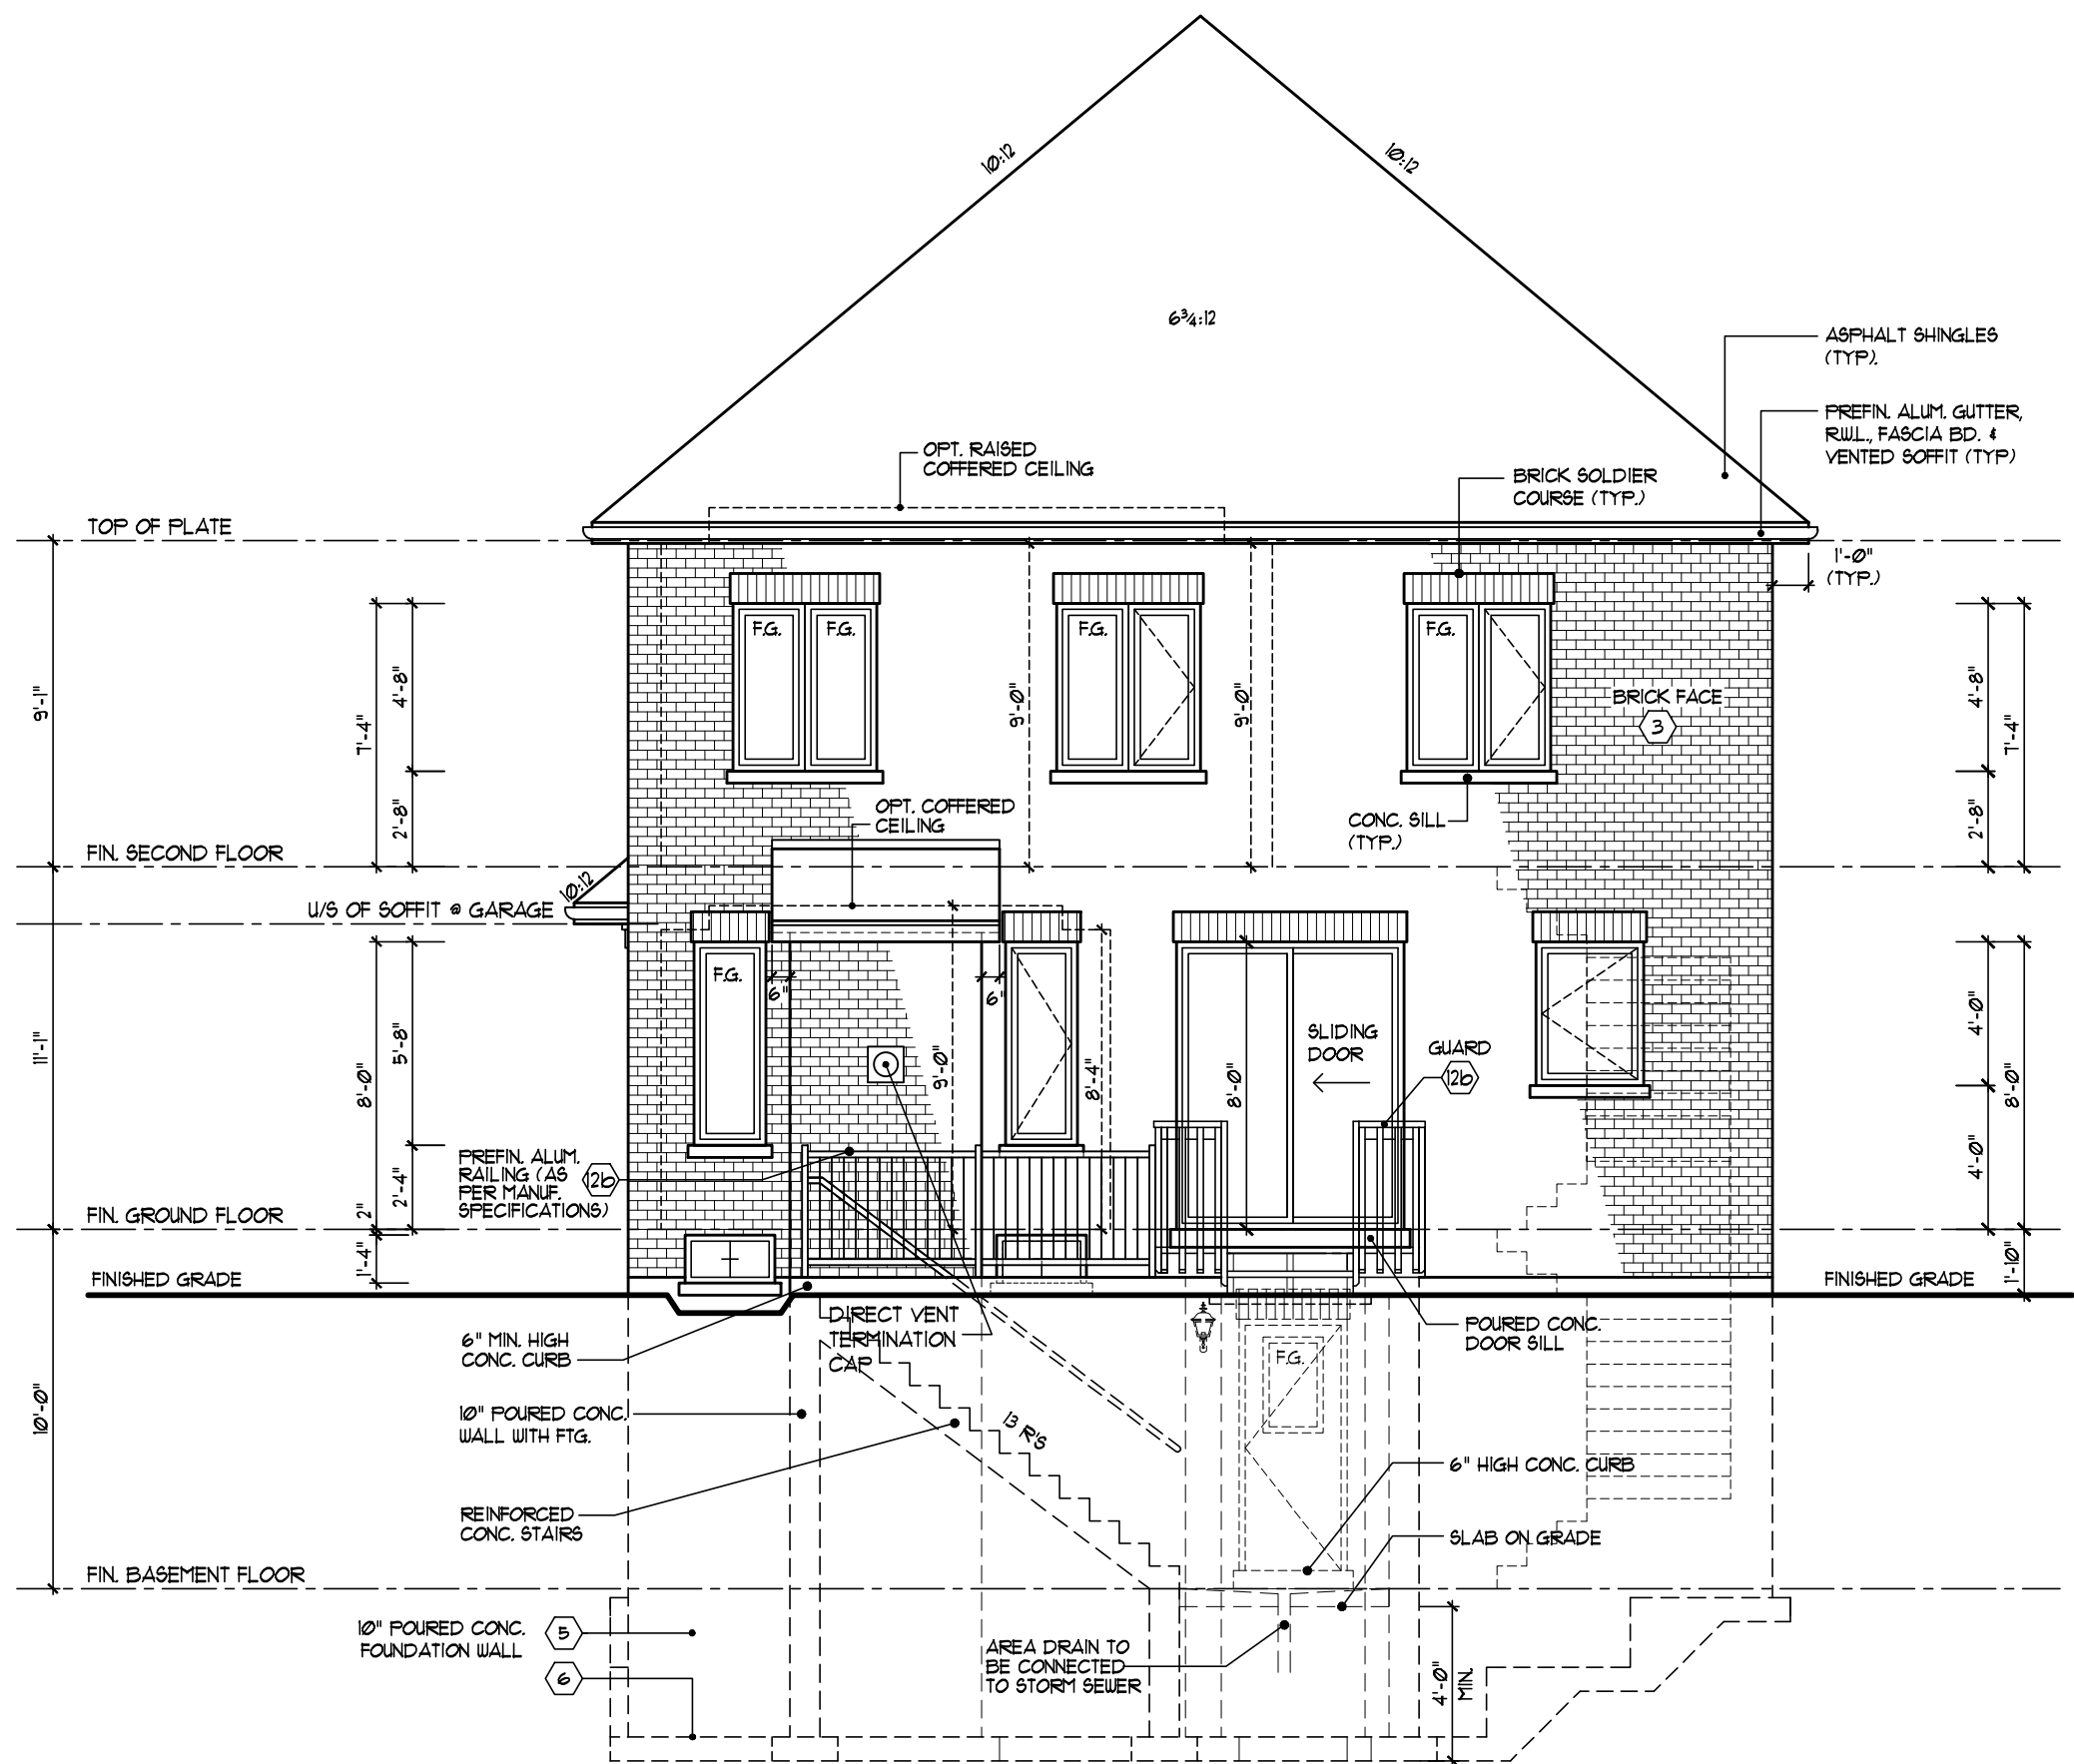 10:12
10:12
6¾:12
ASPHALT SHINGLES
(TYP).
PREFIN. ALUM. GUTTER,
R.W.L., FASCIA BD. &
VENTED SOFFIT (TYP)
OPT. RAISED
COFFERED CEILING
BRICK SOLDIER
COURSE (TYP.)
TOP OF PLATE
1'-0"
(TYP.)
F.G.
F.G.
F.G.
F.G.
9'-1"
7'-4"
4'-8"
2'-8"
9'-0"
9'-0"
BRICK FACE
3
4'-8"
7'-4"
2'-8"
OPT. COFFERED
CEILING
CONC. SILL
(TYP.)
FIN. SECOND FLOOR
10:12
U/S OF SOFFIT @ GARAGE
F.G.
6"
6"
11'-1"
8'-0"
5'-8"
2'-4"
9'-0"
8'-4"
8'-0"
SLIDING
DOOR
GUARD
12b
4'-0"
8'-0"
4'-0"
PREFIN. ALUM.
RAILING (AS
PER MANUF.
SPECIFICATIONS)
12b
FIN. GROUND FLOOR
2"
1'-4"
1'-10"
FINISHED GRADE
FINISHED GRADE
DIRECT VENT
TERMINATION
CAP
6" MIN. HIGH
CONC. CURB
POURED CONC.
DOOR SILL
F.G.
10'-0"
10" POURED CONC.
WALL WITH FTG.
13 R'S
6" HIGH CONC. CURB
REINFORCED
CONC. STAIRS
SLAB ON GRADE
FIN. BASEMENT FLOOR
10" POURED CONC.
FOUNDATION WALL
5
6
AREA DRAIN TO
BE CONNECTED
TO STORM SEWER
4'-0"
MIN.